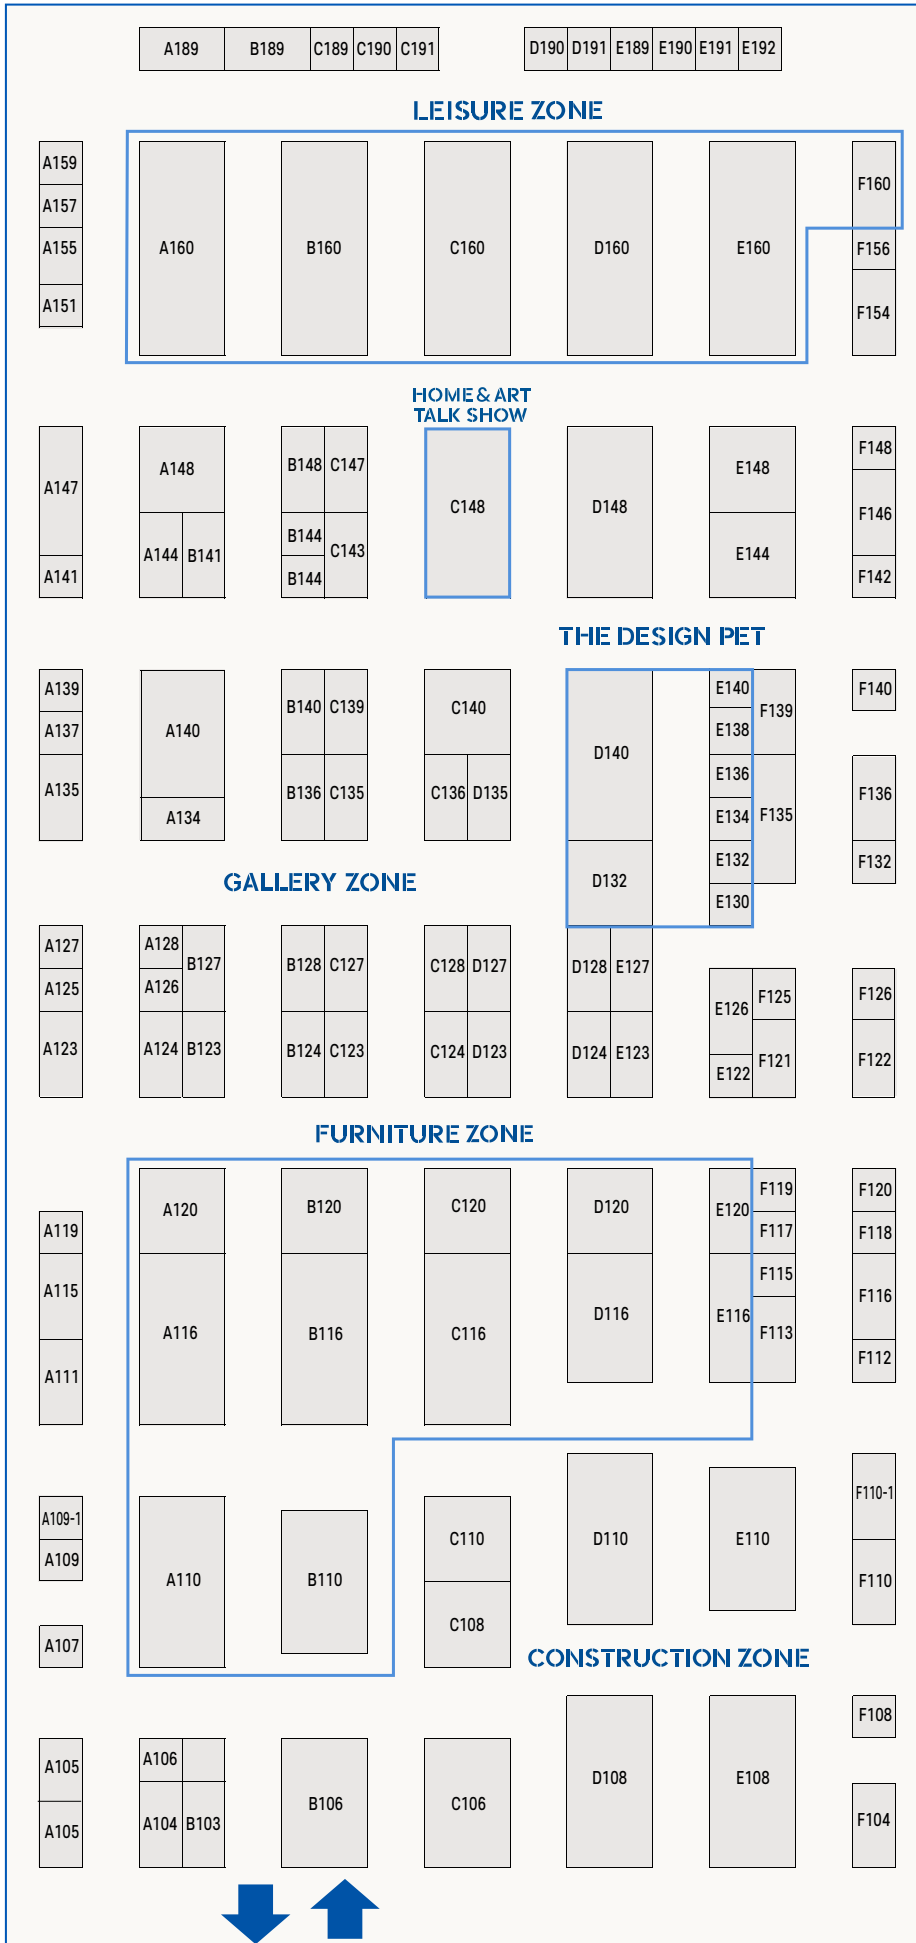 A189 B189 C189 C190 C191 D190 D191 E189 E190 E191 E192
LEISURE ZONE
A159
F160
A157
A155 A160 B160 C160 D160 E160 F156
A151
F154
HOME & ART
TALK SHOW
F148
A148 B148 C147 E148
A147
C148 D148 F146
B144
A144 B141 C143 E144
A141 B144 F142
THE DESIGN PET
A139 E140 F140
B140 C139 C140 F139
A137 A140 E138
D140
E136
A135 B136 C135 C136 D135 F136
A134 E134 F135
E132 F132
GALLERY ZONE D132
E130
A127 A128
B127 B128 C127 C128 D127 D128 E127
A125 A126 F125 F126
E126
A123 A124 B123 B124 C123 C124 D123 D124 E123
F121 F122
E122
FURNITURE ZONE
F119 F120
A120 B120 C120 D120 E120
A119 F117 F118
F115
A115 F116
D116 E116
A116 B116 C116 F113
F112
A111
F110-1
A109-1
C110 D110 E110
A109
A110 B110 F110
C108
A107
CONSTRUCTION ZONE
F108
A106
A105
D108 E108
B106 C106
A104 B103 F104
A105